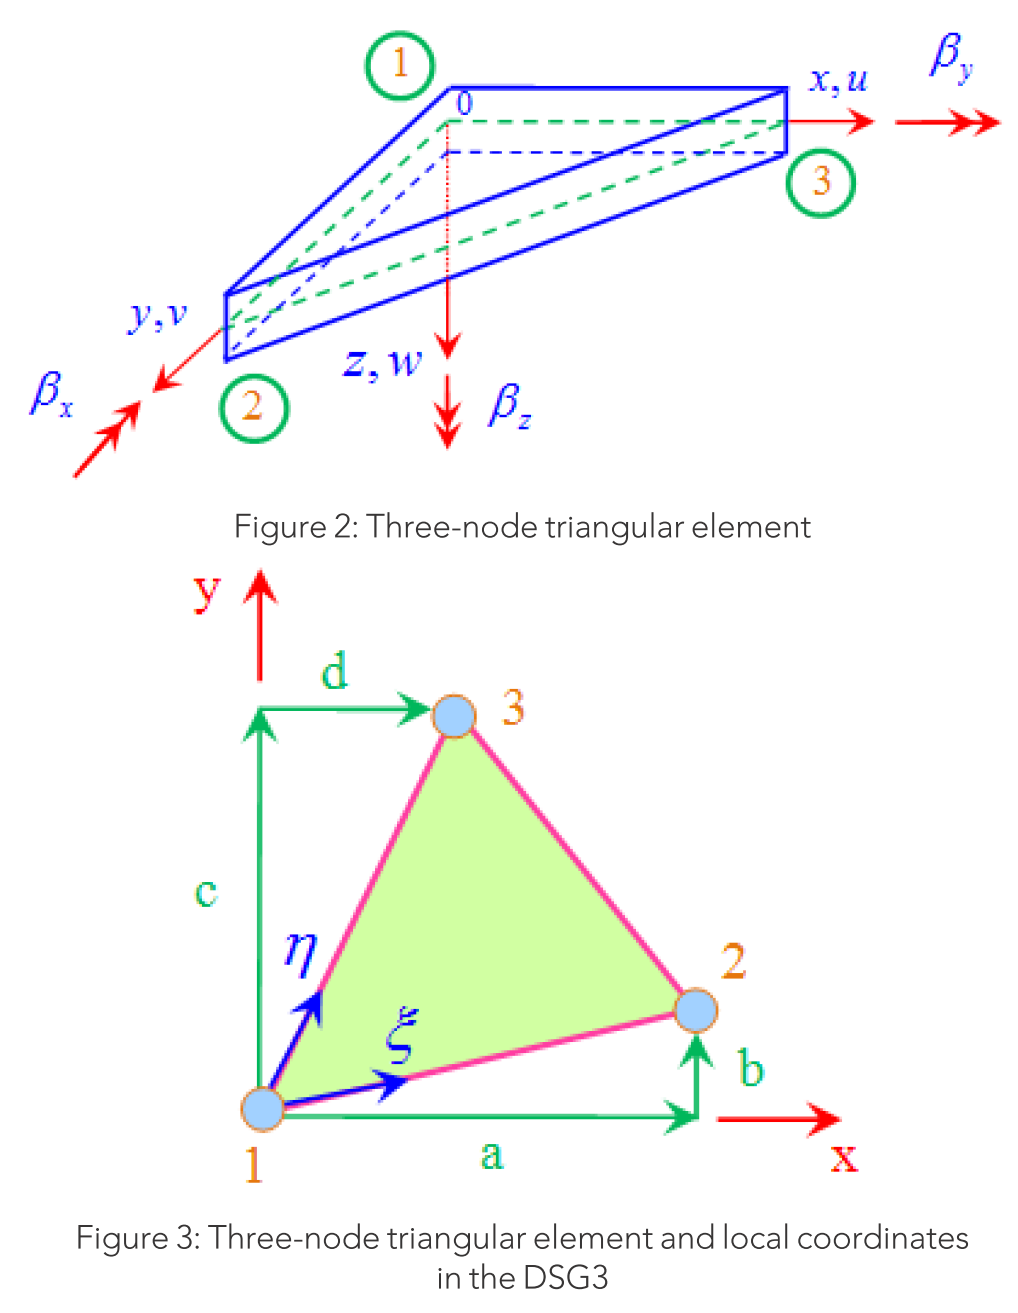 1
0
x, u
β_y
3
y, v
z, w
β_x
2
β_z
Figure 2: Three-node triangular element
y
d
3
c
η
2
ξ
b
1
a
x
Figure 3: Three-node triangular element and local coordinates
in the DSG3